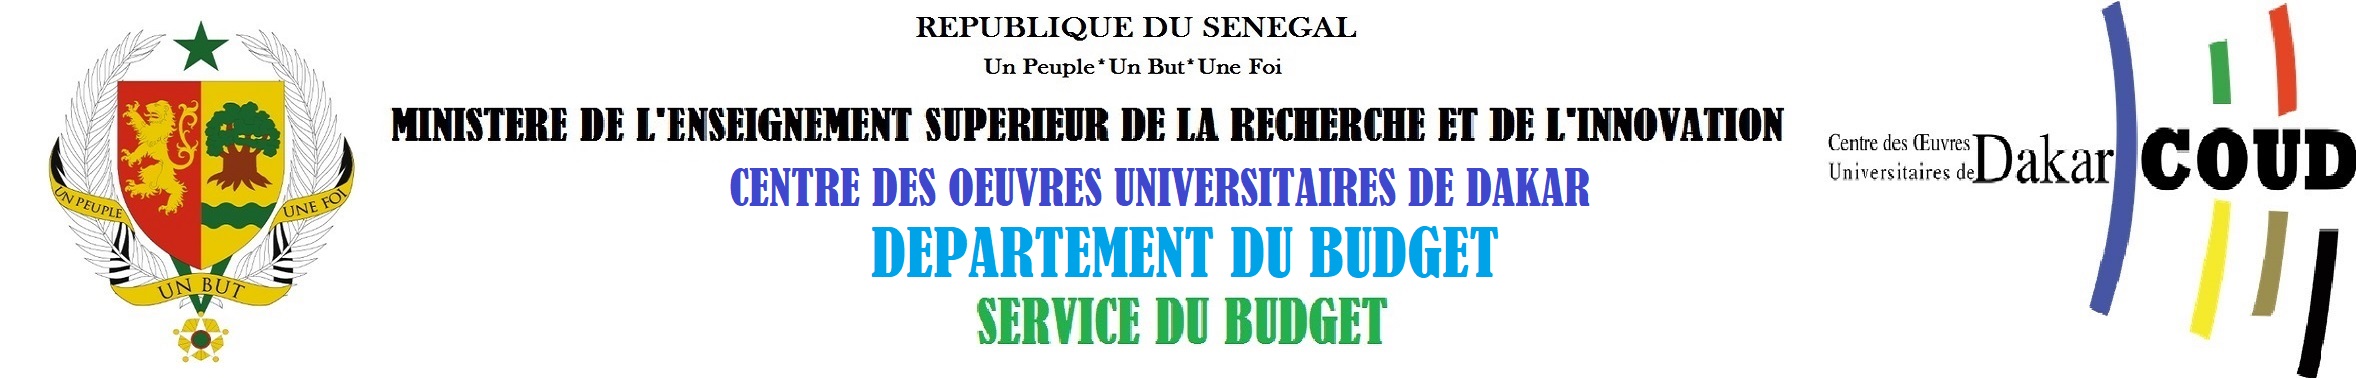 REPUBLIQUE DU SENEGAL
Un Peuple*Un But*Une Foi
MINISTERE DE L'ENSEIGNEMENT SUPERIEUR DE LA RECHERCHE ET DE L'INNOVATION
CENTRE DES OEUVRES UNIVERSITAIRES DE DAKAR
DEPARTEMENT DU BUDGET
SERVICE DU BUDGET
UN PEUPLE
UN BUT
UNE FOI
Centre des Œuvres
Universitaires de Dakar
COUD